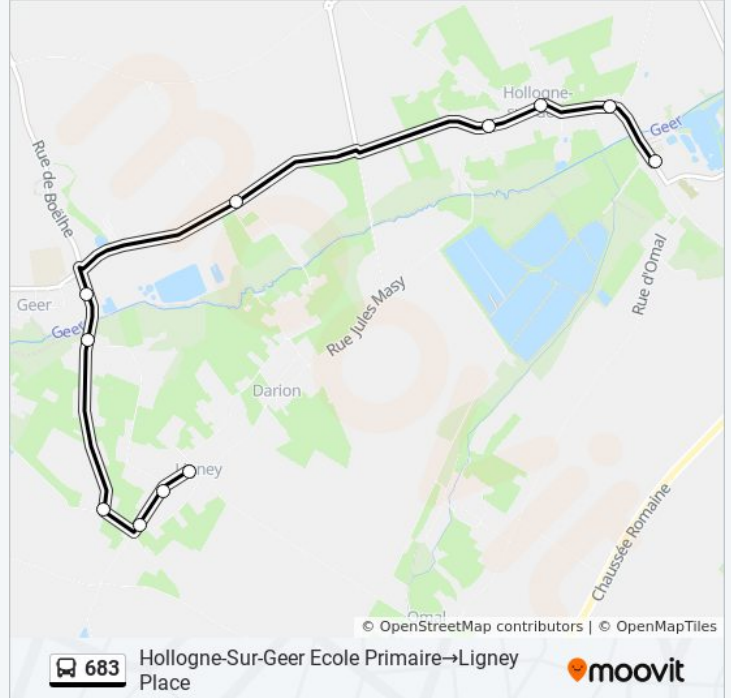 Hollogne-
Geer
Rue de Boëlhe
Geer
Geer
Rue Jules Masy
Rue d'Omal
Darion
Ligney
Chaussée Romaine
Omal
© OpenStreetMap contributors | © OpenMapTiles
683
Hollogne-Sur-Geer Ecole Primaire→Ligney
Place
moovit